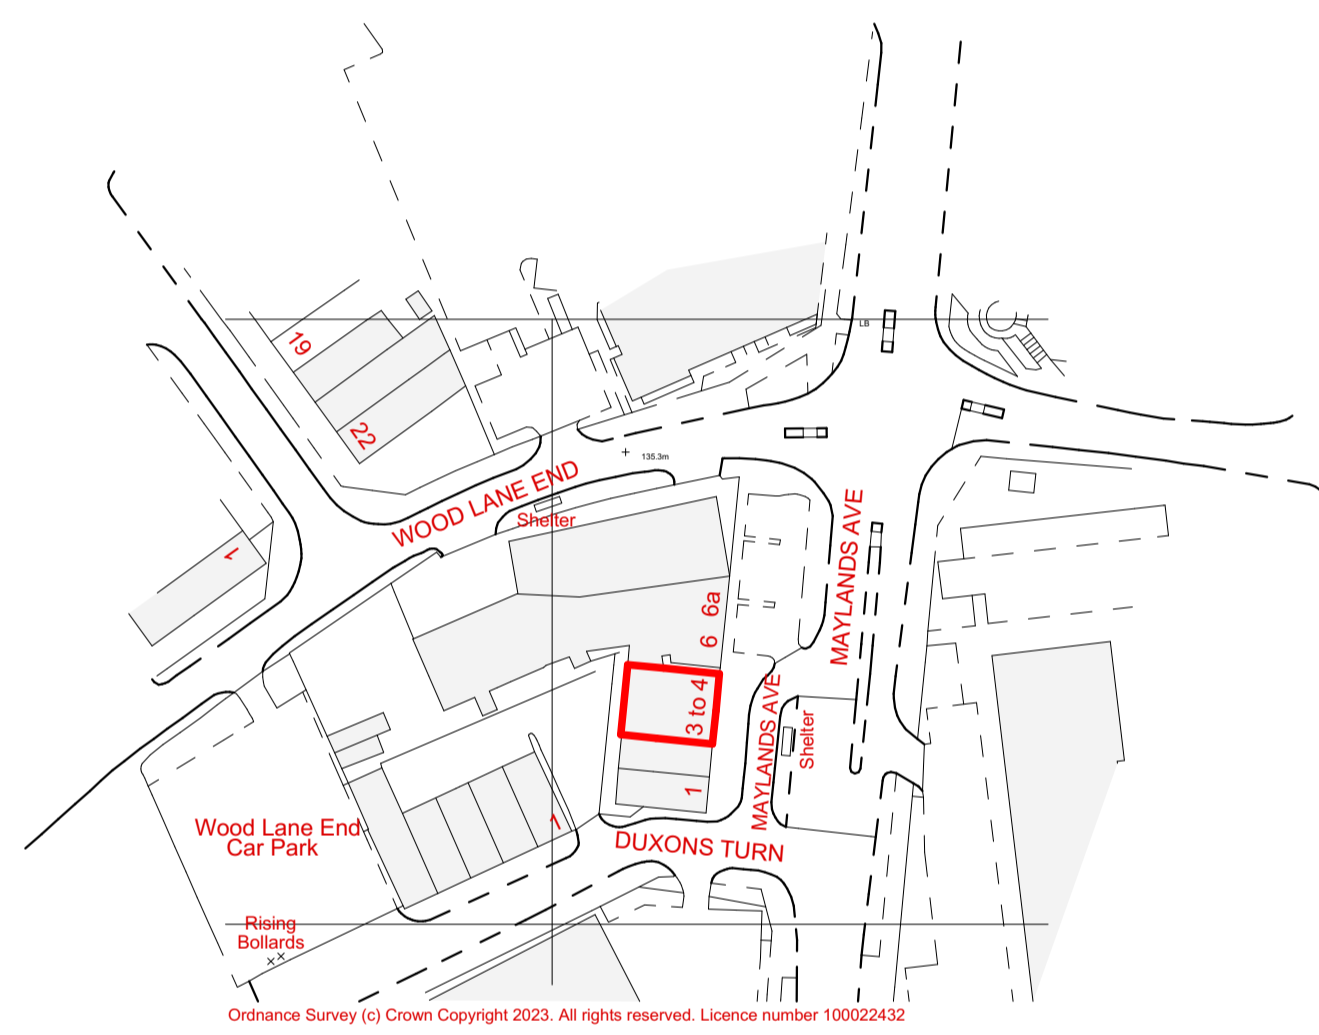 19
LB
22
135.3m
WOOD LANE END
Shelter
MAYLANDS AVE
1
6a
6
3 to 4
MAYLANDS AVE
Shelter
1
1
Wood Lane End
Car Park
DUXONS TURN
Rising
Bollards
Ordnance Survey (c) Crown Copyright 2023. All rights reserved. Licence number 100022432